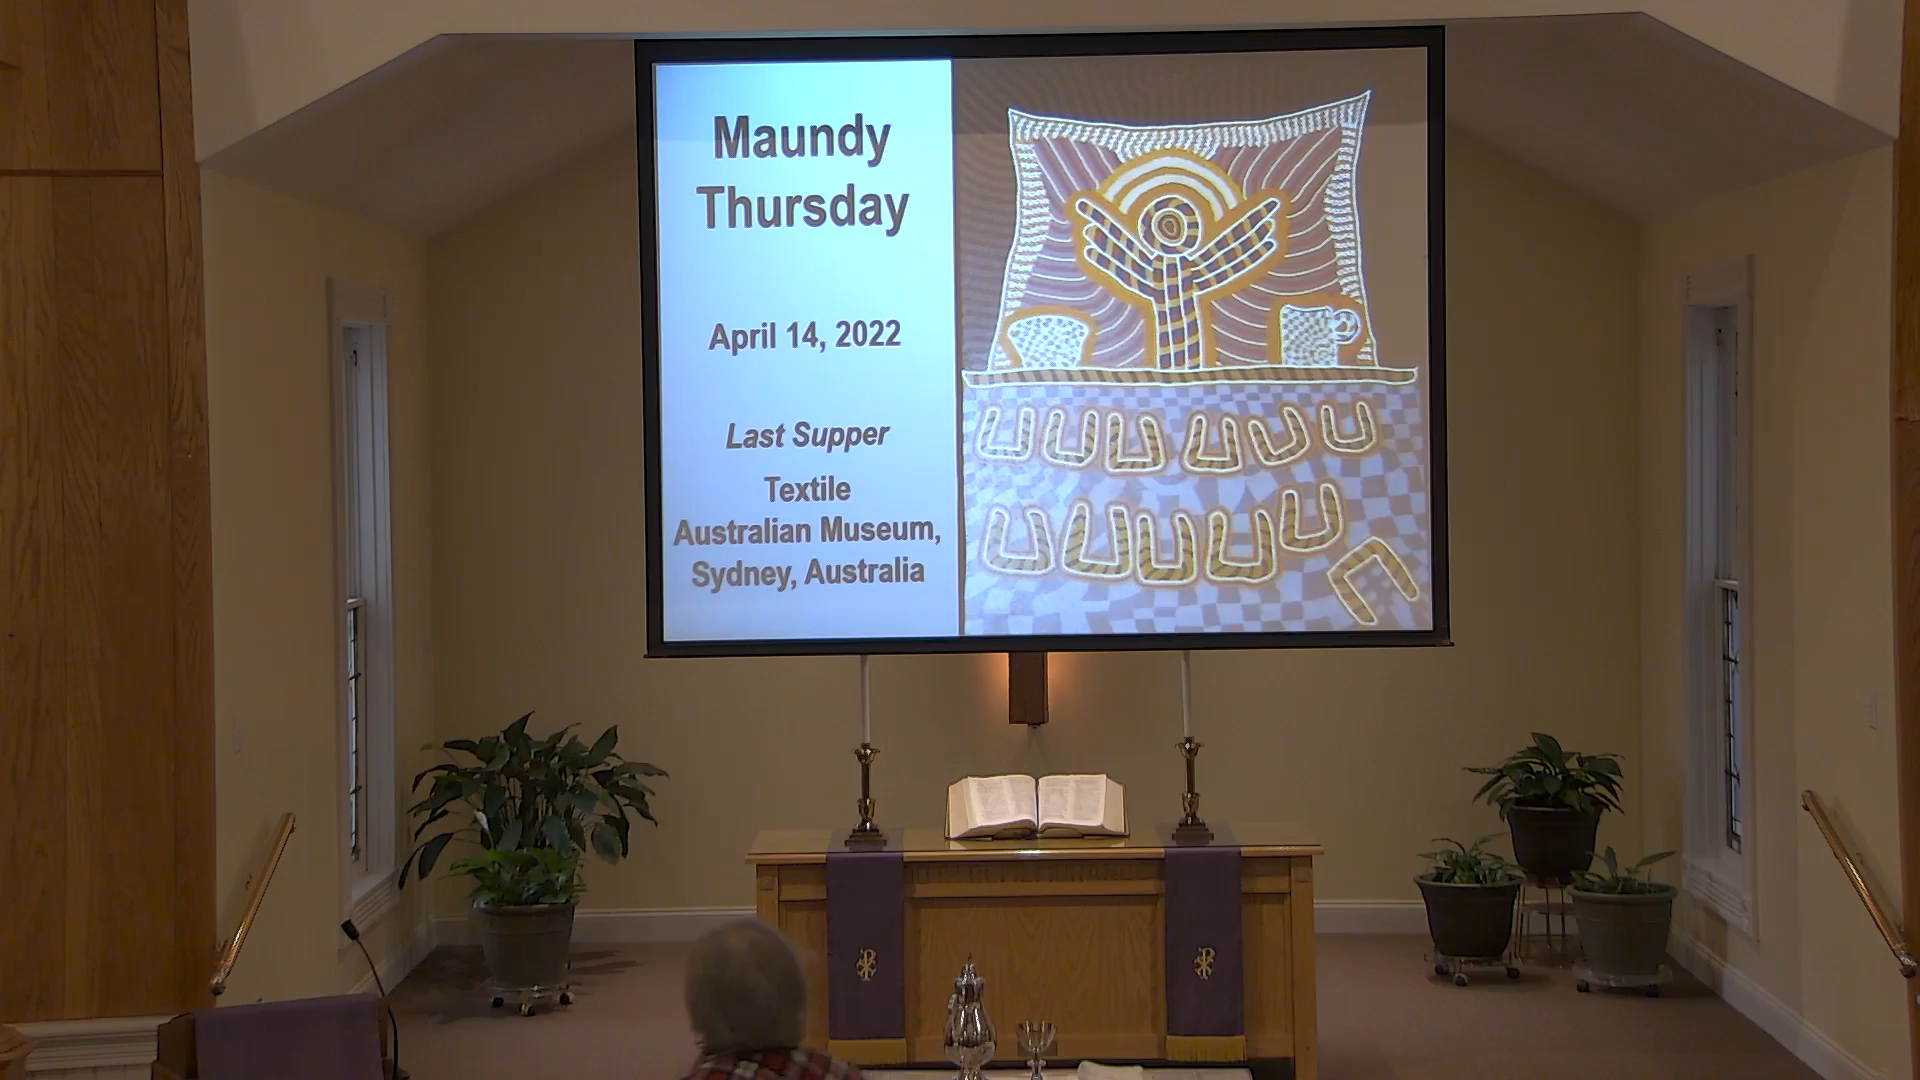 Maundy
Thursday
April 14, 2022
Last Supper
Textile
Australian Museum,
Sydney, Australia